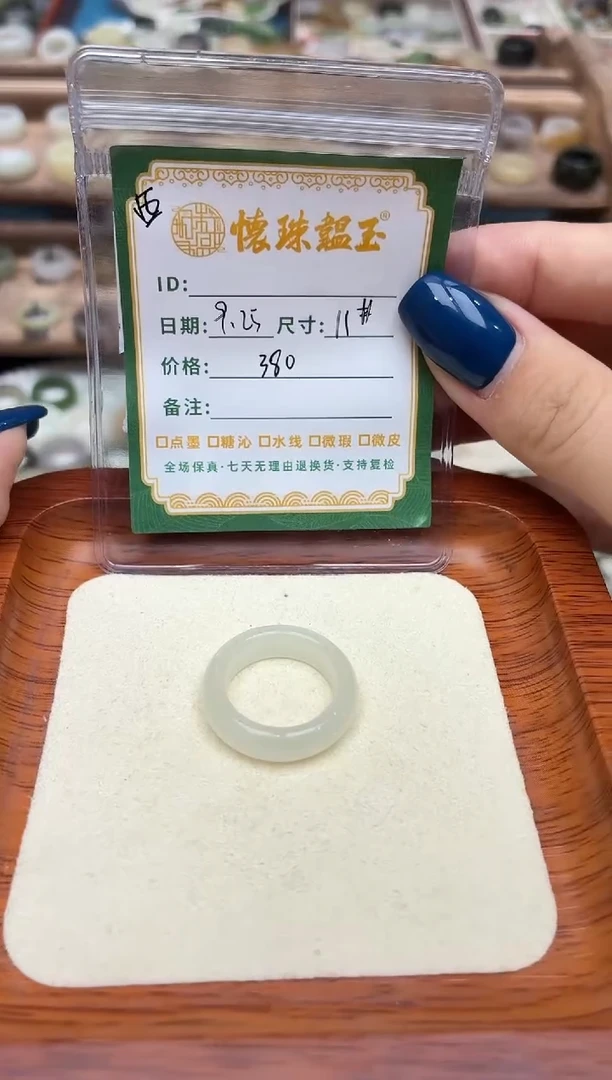 西
懷珠韞玉®
ID:
日期: 9.25 尺寸: 11#
价格: 380
备注:
□点墨 □糖沁 □水线 □微瑕 □微皮
全场保真·七天无理由退换货·支持复检